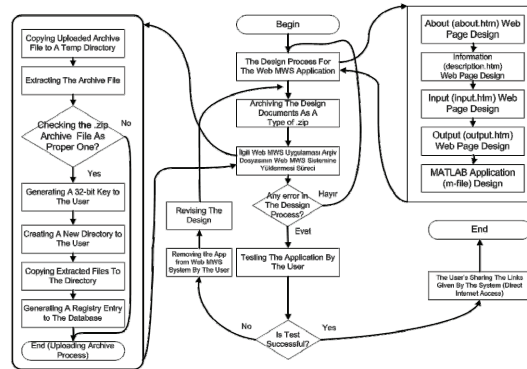 Copying Uploaded Archive
File To A Temp Directory
Extracting The Archive File
Checking the .zip
Archive File As
Proper One?
No
Yes
Generating A 32-bit Key to
The User
Creating A New Directory to
The User
Copying Extracted Files To
The Directory
Generating A Registry Entry
to The Database
End (Uploading Archive
Process)
Begin
The Design Process For
The Web MWS Application
Archiving The Design
Documents As A
Type of .zip
İlgili Web MWS Uygulaması Arşiv
Dosyasının Web MWS Sistemine
Yüklenmesi Süreci
Any error in
The Dessign
Process?
Hayır
Evet
Revising The
Design
Removing the App
from Web MWS
System By The User
Testing The Application By
The User
No
Is Test
Successful?
Yes
About (about.htm) Web
Page Design
Information
(description.htm)
Web Page Design
Input (input.htm) Web
Page Design
Output (output.htm) Web
Page Design
MATLAB Application
(m-file) Design
End
The User's Sharing The Links
Given By The System (Direct
Internet Access)